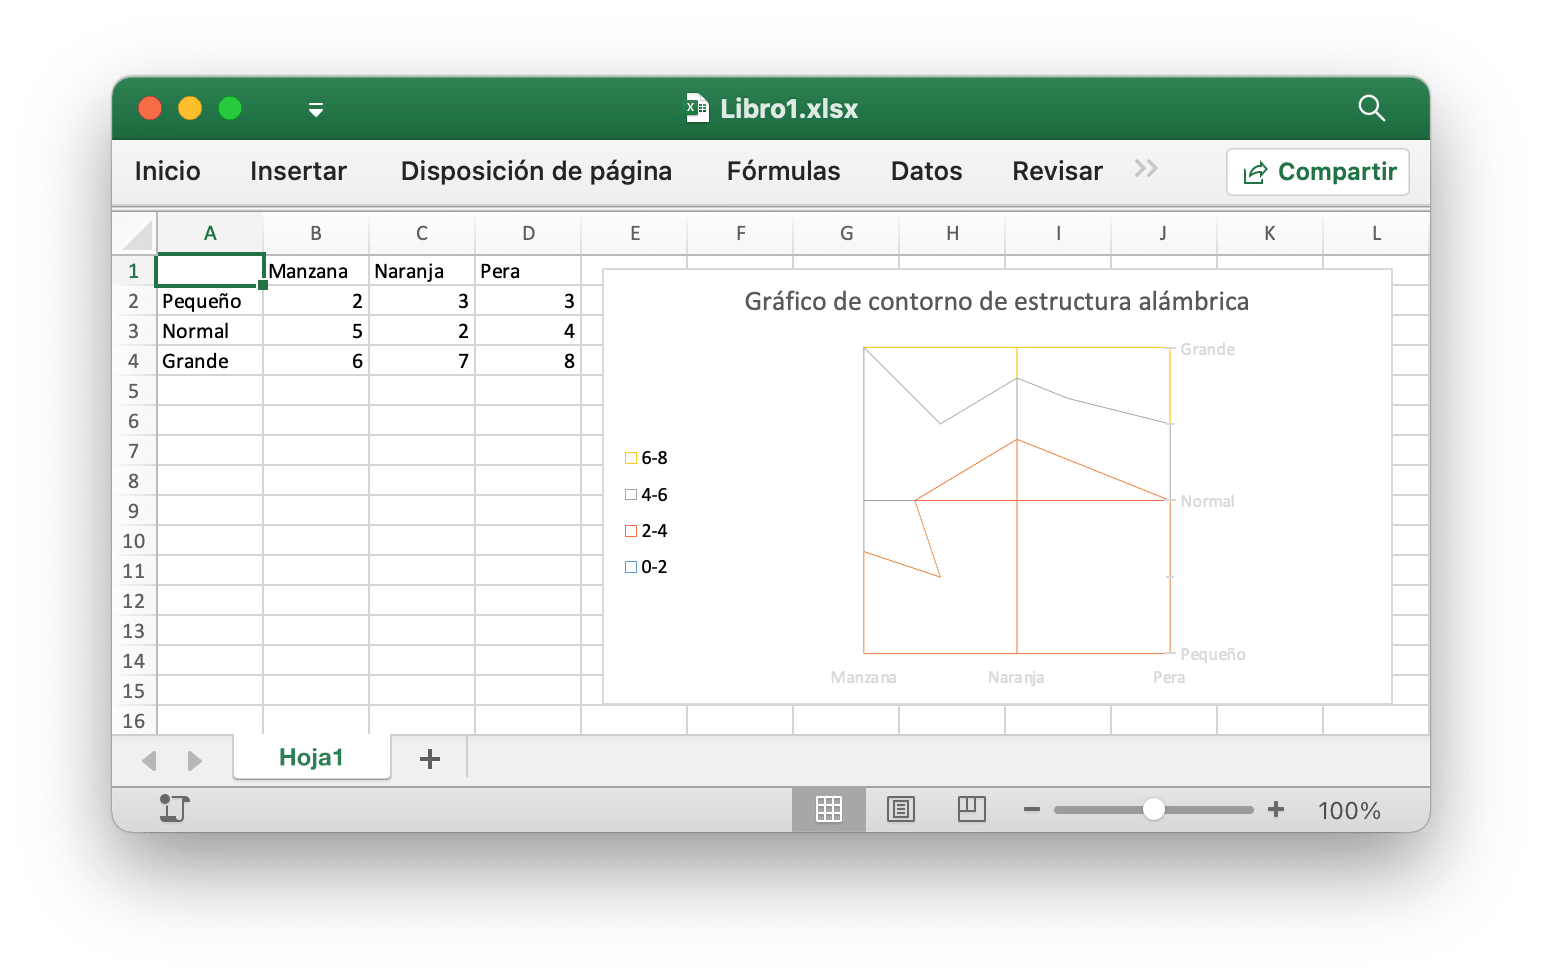 Libro1.xlsx
Inicio Insertar Disposición de página Fórmulas Datos Revisar Compartir
A B C D E F G H I J K L
1 Manzana Naranja Pera
2 Pequeño 2 3 3
3 Normal 5 2 4
4 Grande 6 7 8
5
6
7
8
9
10
11
12
13
14
15
16
Gráfico de contorno de estructura alámbrica
6-8
4-6
2-4
0-2
Grande
Normal
Pequeño
Manzana Naranja Pera
Hoja1
100%